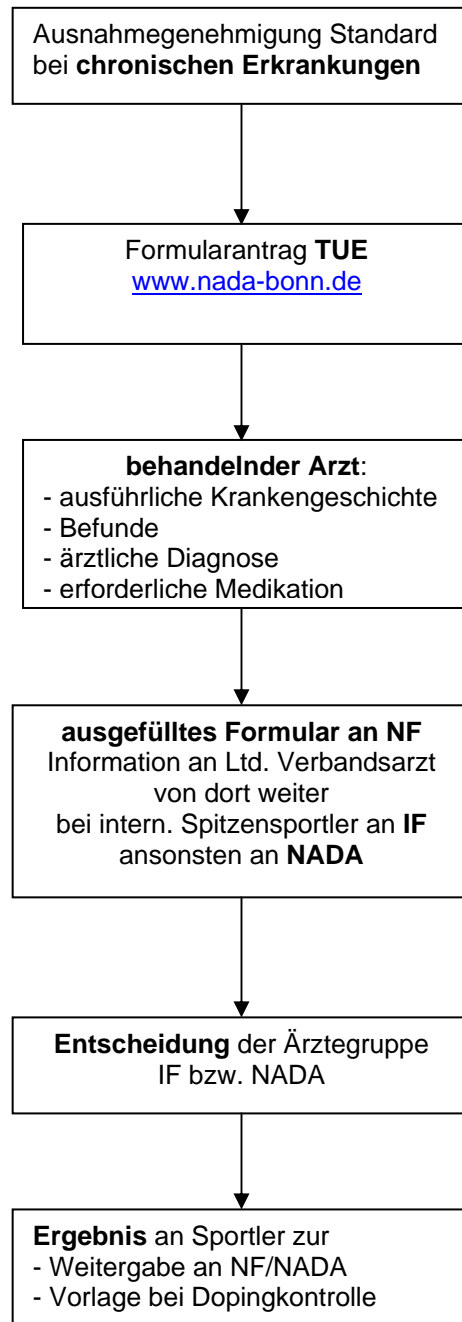 Ausnahmegenehmigung Standard
bei chronischen Erkrankungen
Formularantrag TUE
www.nada-bonn.de
behandelnder Arzt:
- ausführliche Krankengeschichte
- Befunde
- ärztliche Diagnose
- erforderliche Medikation
ausgefülltes Formular an NF
Information an Ltd. Verbandsarzt
von dort weiter
bei intern. Spitzensportler an IF
ansonsten an NADA
Entscheidung der Ärztegruppe
IF bzw. NADA
Ergebnis an Sportler zur
- Weitergabe an NF/NADA
- Vorlage bei Dopingkontrolle